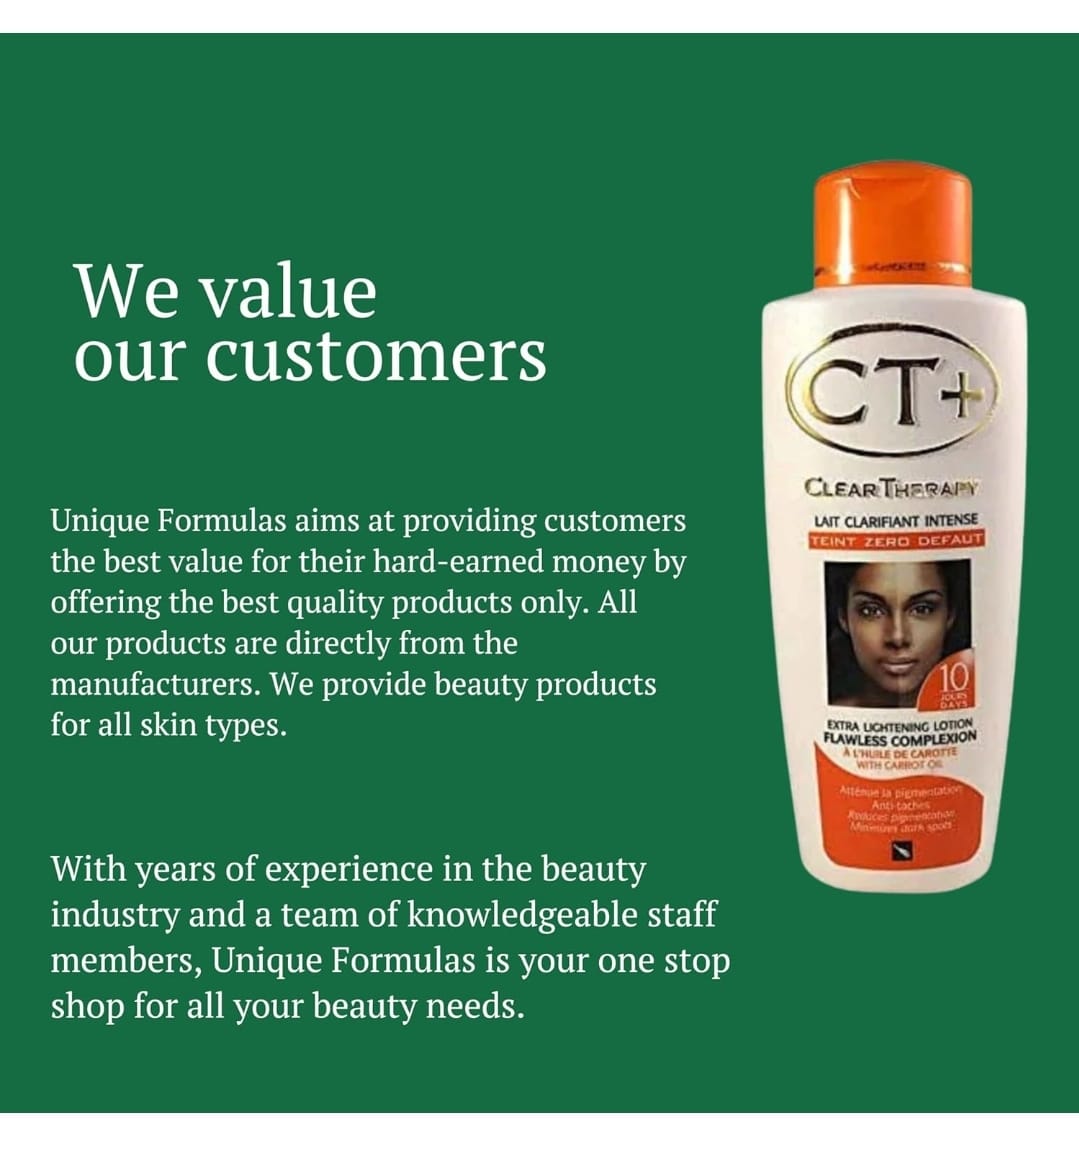 We value
our customers
Unique Formulas aims at providing customers
the best value for their hard-earned money by
offering the best quality products only. All
our products are directly from the
manufacturers. We provide beauty products
for all skin types.
With years of experience in the beauty
industry and a team of knowledgeable staff
members, Unique Formulas is your one stop
shop for all your beauty needs.
CT+
CLEAR THERAPY
LAIT CLARIFIANT INTENSE
TEINT ZERO DEFAUT
10
JOURS
DAYS
EXTRA LIGHTENING LOTION
FLAWLESS COMPLEXION
À L'HUILE DE CAROTTE
WITH CARROT OIL
Atténue la pigmentation
Anti-taches
Reduces pigmentation
Minimizes dark spots